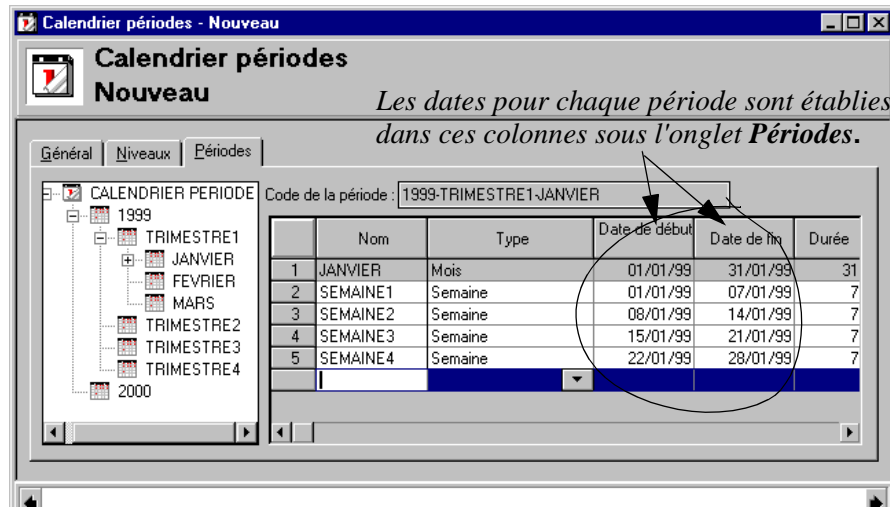 Calendrier périodes - Nouveau
Calendrier périodes
Nouveau
Les dates pour chaque période sont établies
dans ces colonnes sous l'onglet Périodes.
Général Niveaux Périodes
CALENDRIER PERIODE
1999
TRIMESTRE1
JANVIER
FEVRIER
MARS
TRIMESTRE2
TRIMESTRE3
TRIMESTRE4
2000
Code de la période : 1999-TRIMESTRE1-JANVIER
Nom Type Date de début Date de fin Durée
1 JANVIER Mois 01/01/99 31/01/99 31
2 SEMAINE1 Semaine 01/01/99 07/01/99 7
3 SEMAINE2 Semaine 08/01/99 14/01/99 7
4 SEMAINE3 Semaine 15/01/99 21/01/99 7
5 SEMAINE4 Semaine 22/01/99 28/01/99 7